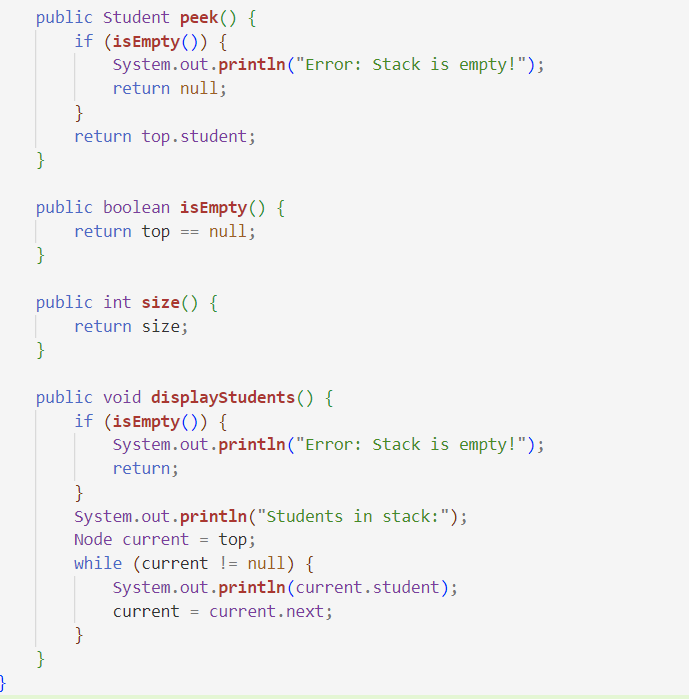 public Student peek() {
if (isEmpty()) {
System.out.println("Error: Stack is empty!");
return null;
}
return top.student;
}
public boolean isEmpty() {
return top == null;
}
public int size() {
return size;
}
public void displayStudents() {
if (isEmpty()) {
System.out.println("Error: Stack is empty!");
return;
}
System.out.println("Students in stack:");
Node current = top;
while (current != null) {
System.out.println(current.student);
current = current.next;
}
}
}